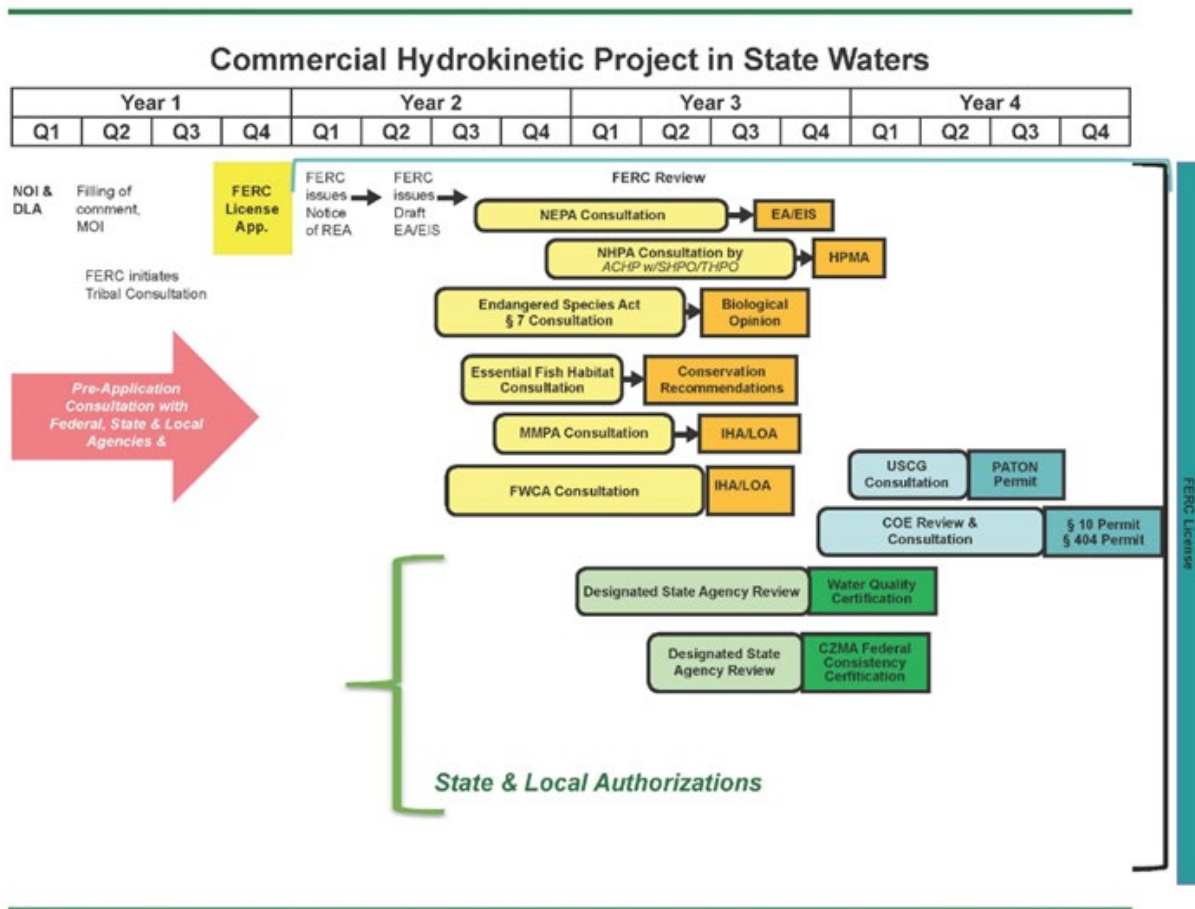 Commercial Hydrokinetic Project in State Waters
Year 1 Year 2 Year 3 Year 4
Q1 Q2 Q3 Q4 Q1 Q2 Q3 Q4 Q1 Q2 Q3 Q4 Q1 Q2 Q3 Q4
NOI &
DLA
Filling of
comment,
MOI
FERC
License
App.
FERC
issues
Notice
of REA
FERC
issues
Draft
EA/EIS
FERC Review
NEPA Consultation
EA/EIS
NHPA Consultation by
ACHP w/SHPO/THPO
HPMA
FERC initiates
Tribal Consultation
Endangered Species Act
§ 7 Consultation
Biological
Opinion
Pre-Application
Consultation with
Federal, State & Local
Agencies &
Essential Fish Habitat
Consultation
Conservation
Recommendations
MMPA Consultation
IHA/LOA
FWCA Consultation
IHA/LOA
USCG
Consultation
PATON
Permit
COE Review &
Consultation
§ 10 Permit
§ 404 Permit
FERC License
Designated State Agency Review
Water Quality
Certification
Designated State
Agency Review
CZMA Federal
Consistency
Cerfitication
State & Local Authorizations